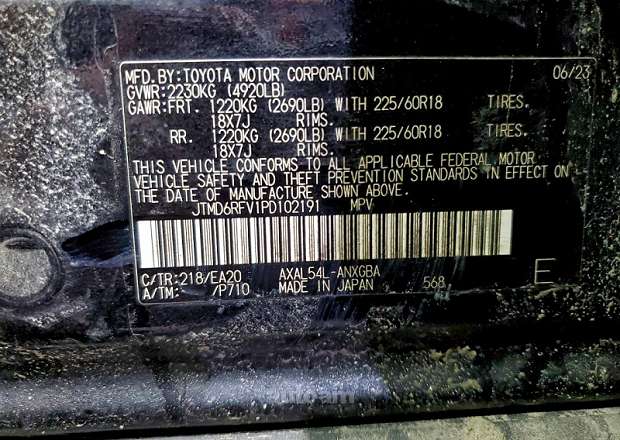 MFD.BY:TOYOTA MOTOR CORPORATION 06/23
GVWR:2230KG (4920LB)
GAWR:FRT. 1220KG (2690LB) WITH 225/60R18 TIRES.
18X7J RIMS.
RR. 1220KG (2690LB) WITH 225/60R18 TIRES.
18X7J RIMS.
THIS VEHICLE CONFORMS TO ALL APPLICABLE FEDERAL MOTOR
VEHICLE SAFETY AND THEFT PREVENTION STANDARDS IN EFFECT ON
THE DATE OF MANUFACTURE SHOWN ABOVE.
JTMD6RFV1PD102191 MPV
C/TR:218/EA20 AXAL54L-ANXGBA
A/TM: /P710 MADE IN JAPAN 568 E